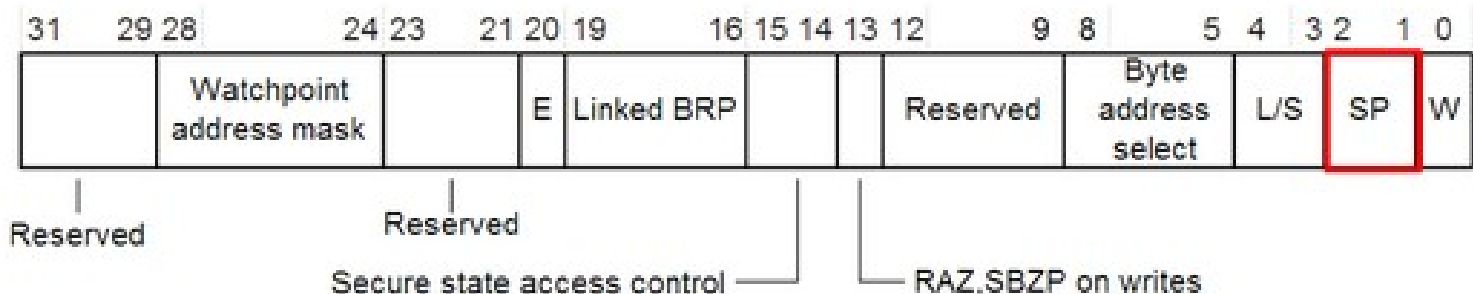 31 29 28 24 23 21 20 19 16 15 14 13 12 9 8 5 4 3 2 1 0
Watchpoint
address mask
E
Linked BRP
Reserved
Byte
address
select
L/S
SP
W
Reserved
Reserved
Secure state access control
RAZ,SBZP on writes